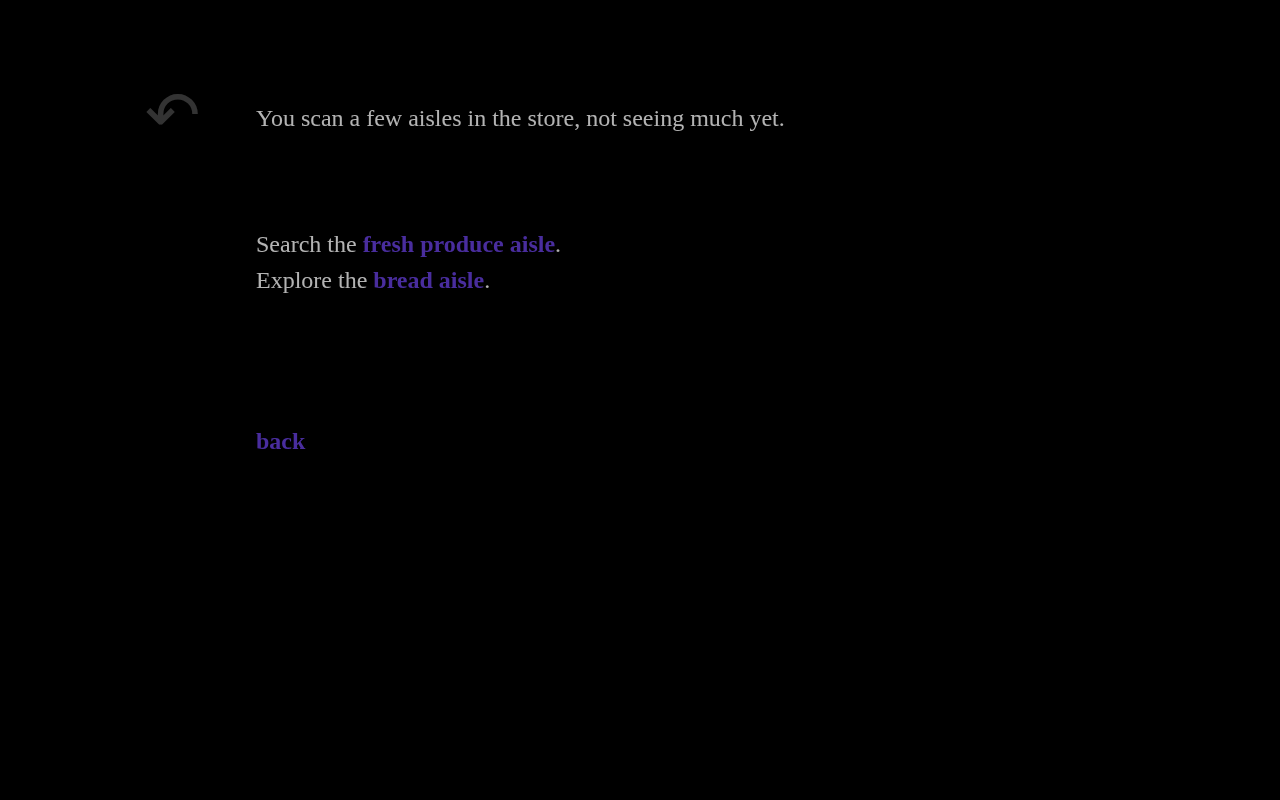 You scan a few aisles in the store, not seeing much yet.
Search the fresh produce aisle.
Explore the bread aisle.
back